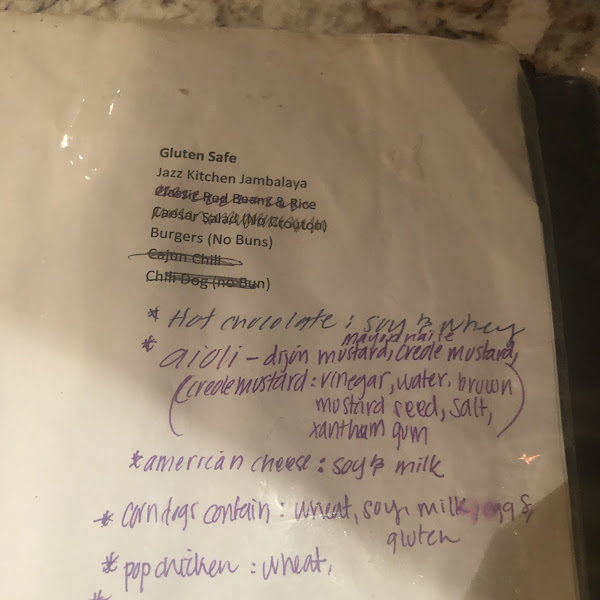 Gluten Safe
Jazz Kitchen Jambalaya
Classic Red Beans & Rice
Caesar Salad (No Crouton)
Burgers (No Buns)
Cajun Chili
Chili Dog (no Bun)
* Hot chocolate : soy & whey
mayonnaise
* aioli - dijon mustard, creole mustard,
(creole mustard : vinegar, water, brown
mustard seed, salt,
xantham gum)
* american cheese : soy & milk
* corndogs contain : wheat, soy, milk, egg &
gluten
* pop chicken : wheat,
*